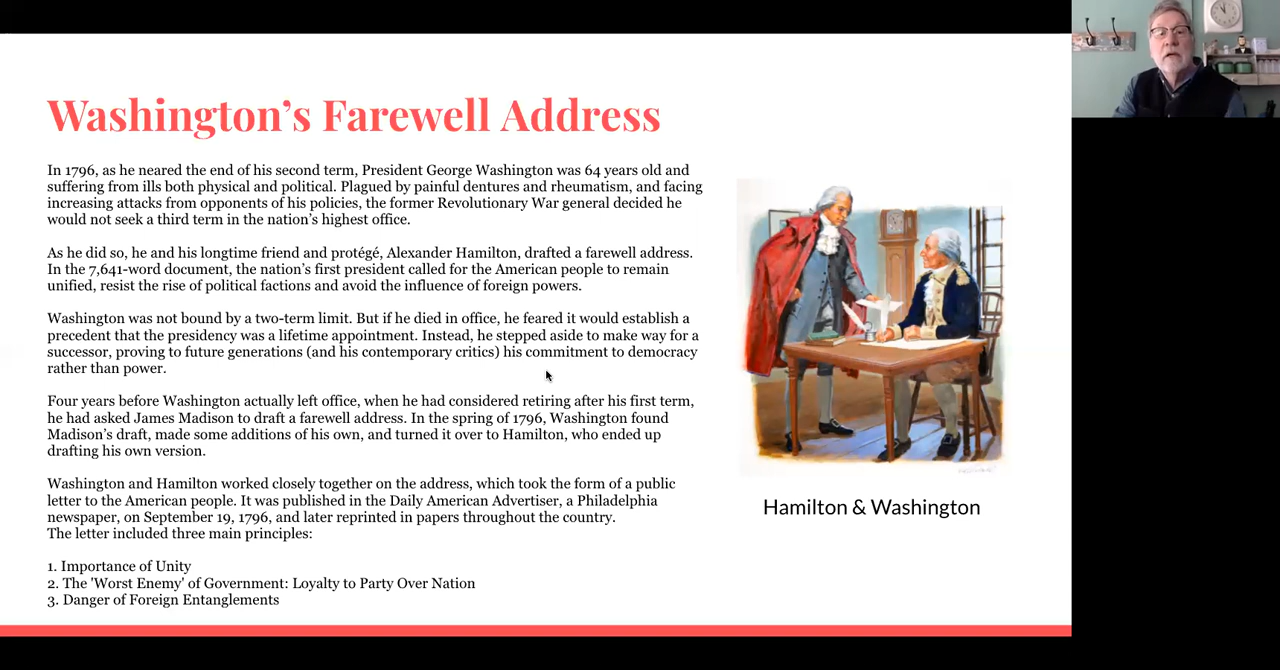 Washington’s Farewell Address
In 1796, as he neared the end of his second term, President George Washington was 64 years old and
suffering from ills both physical and political. Plagued by painful dentures and rheumatism, and facing
increasing attacks from opponents of his policies, the former Revolutionary War general decided he
would not seek a third term in the nation’s highest office.
As he did so, he and his longtime friend and protégé, Alexander Hamilton, drafted a farewell address.
In the 7,641-word document, the nation’s first president called for the American people to remain
unified, resist the rise of political factions and avoid the influence of foreign powers.
Washington was not bound by a two-term limit. But if he died in office, he feared it would establish a
precedent that the presidency was a lifetime appointment. Instead, he stepped aside to make way for a
successor, proving to future generations (and his contemporary critics) his commitment to democracy
rather than power.
Four years before Washington actually left office, when he had considered retiring after his first term,
he had asked James Madison to draft a farewell address. In the spring of 1796, Washington found
Madison’s draft, made some additions of his own, and turned it over to Hamilton, who ended up
drafting his own version.
Washington and Hamilton worked closely together on the address, which took the form of a public
letter to the American people. It was published in the Daily American Advertiser, a Philadelphia
newspaper, on September 19, 1796, and later reprinted in papers throughout the country.
The letter included three main principles:
1. Importance of Unity
2. The 'Worst Enemy' of Government: Loyalty to Party Over Nation
3. Danger of Foreign Entanglements
Hamilton & Washington